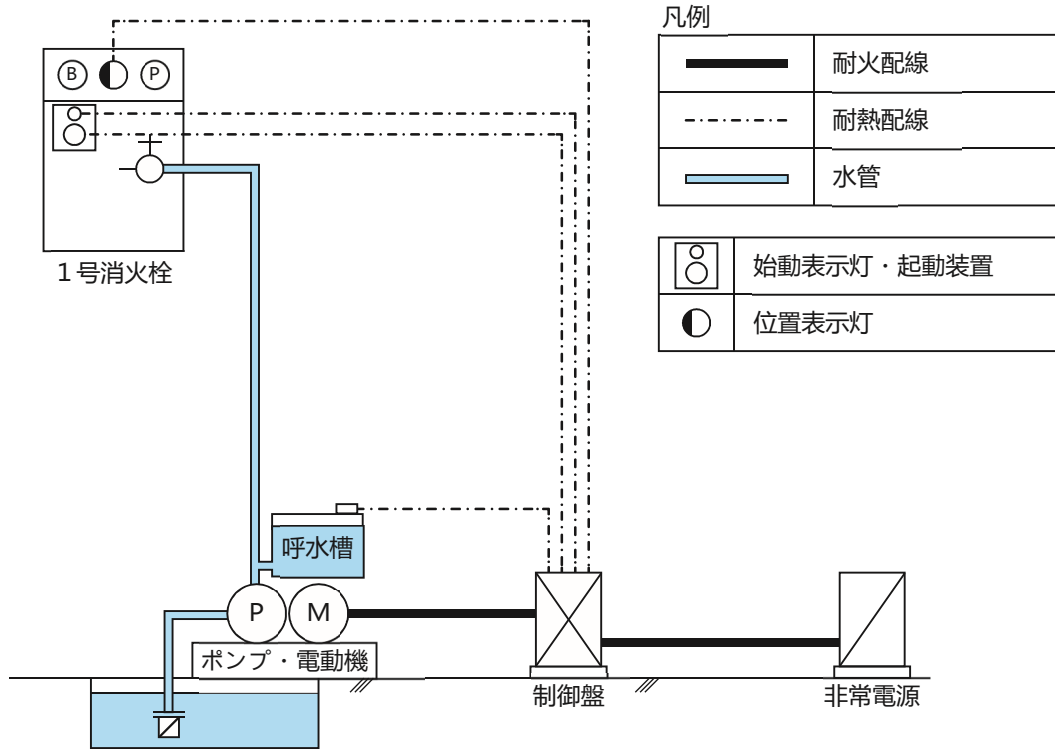 凡例
B P
耐火配線
耐熱配線
水管
1号消火栓
始動表示灯・起動装置
位置表示灯
呼水槽
P M
ポンプ・電動機
制御盤
非常電源